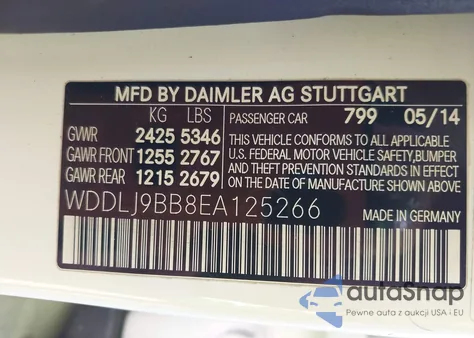 MFD BY DAIMLER AG STUTTGART
KG LBS
PASSENGER CAR 799 05/14
GVWR 2425 5346
GAWR FRONT 1255 2767
GAWR REAR 1215 2679
THIS VEHICLE CONFORMS TO ALL APPLICABLE
U.S. FEDERAL MOTOR VEHICLE SAFETY, BUMPER
AND THEFT PREVENTION STANDARDS IN EFFECT
ON THE DATE OF MANUFACTURE SHOWN ABOVE.
WDDLJ9BB8EA125266
MADE IN GERMANY
autaSnap
Pewne auta z aukcji USA i EU